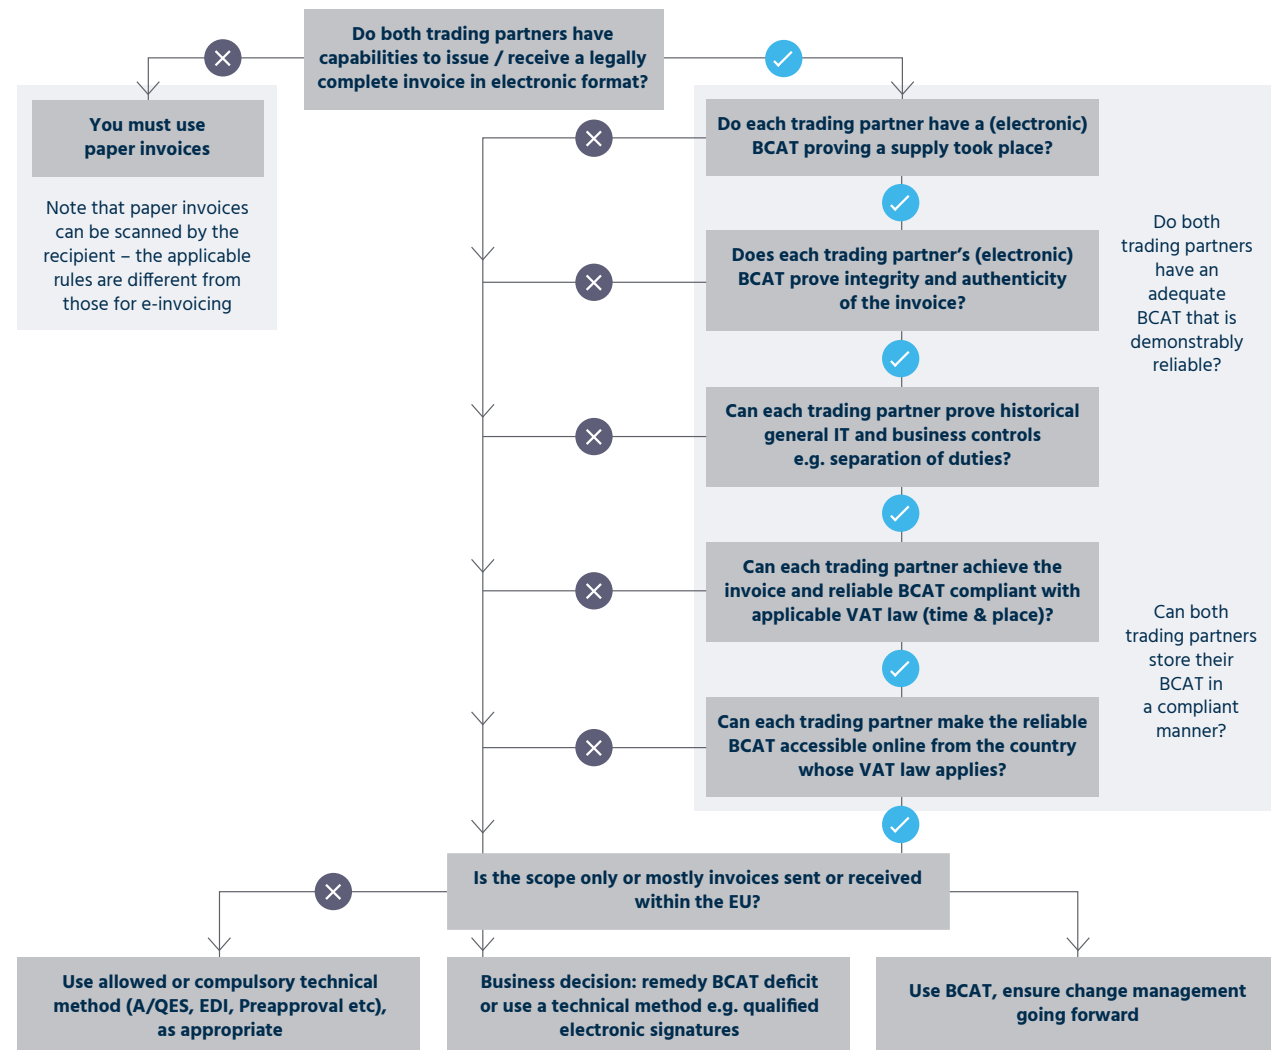 Do both trading partners have
capabilities to issue / receive a legally
complete invoice in electronic format?
You must use
paper invoices
Note that paper invoices
can be scanned by the
recipient – the applicable
rules are different from
those for e-invoicing
Do each trading partner have a (electronic)
BCAT proving a supply took place?
Does each trading partner's (electronic)
BCAT prove integrity and authenticity
of the invoice?
Can each trading partner prove historical
general IT and business controls
e.g. separation of duties?
Can each trading partner achieve the
invoice and reliable BCAT compliant with
applicable VAT law (time & place)?
Can each trading partner make the reliable
BCAT accessible online from the country
whose VAT law applies?
Do both
trading partners
have an
adequate
BCAT that is
demonstrably
reliable?
Can both
trading partners
store their
BCAT in
a compliant
manner?
Is the scope only or mostly invoices sent or received
within the EU?
Use allowed or compulsory technical
method (A/QES, EDI, Preapproval etc),
as appropriate
Business decision: remedy BCAT deficit
or use a technical method e.g. qualified
electronic signatures
Use BCAT, ensure change management
going forward